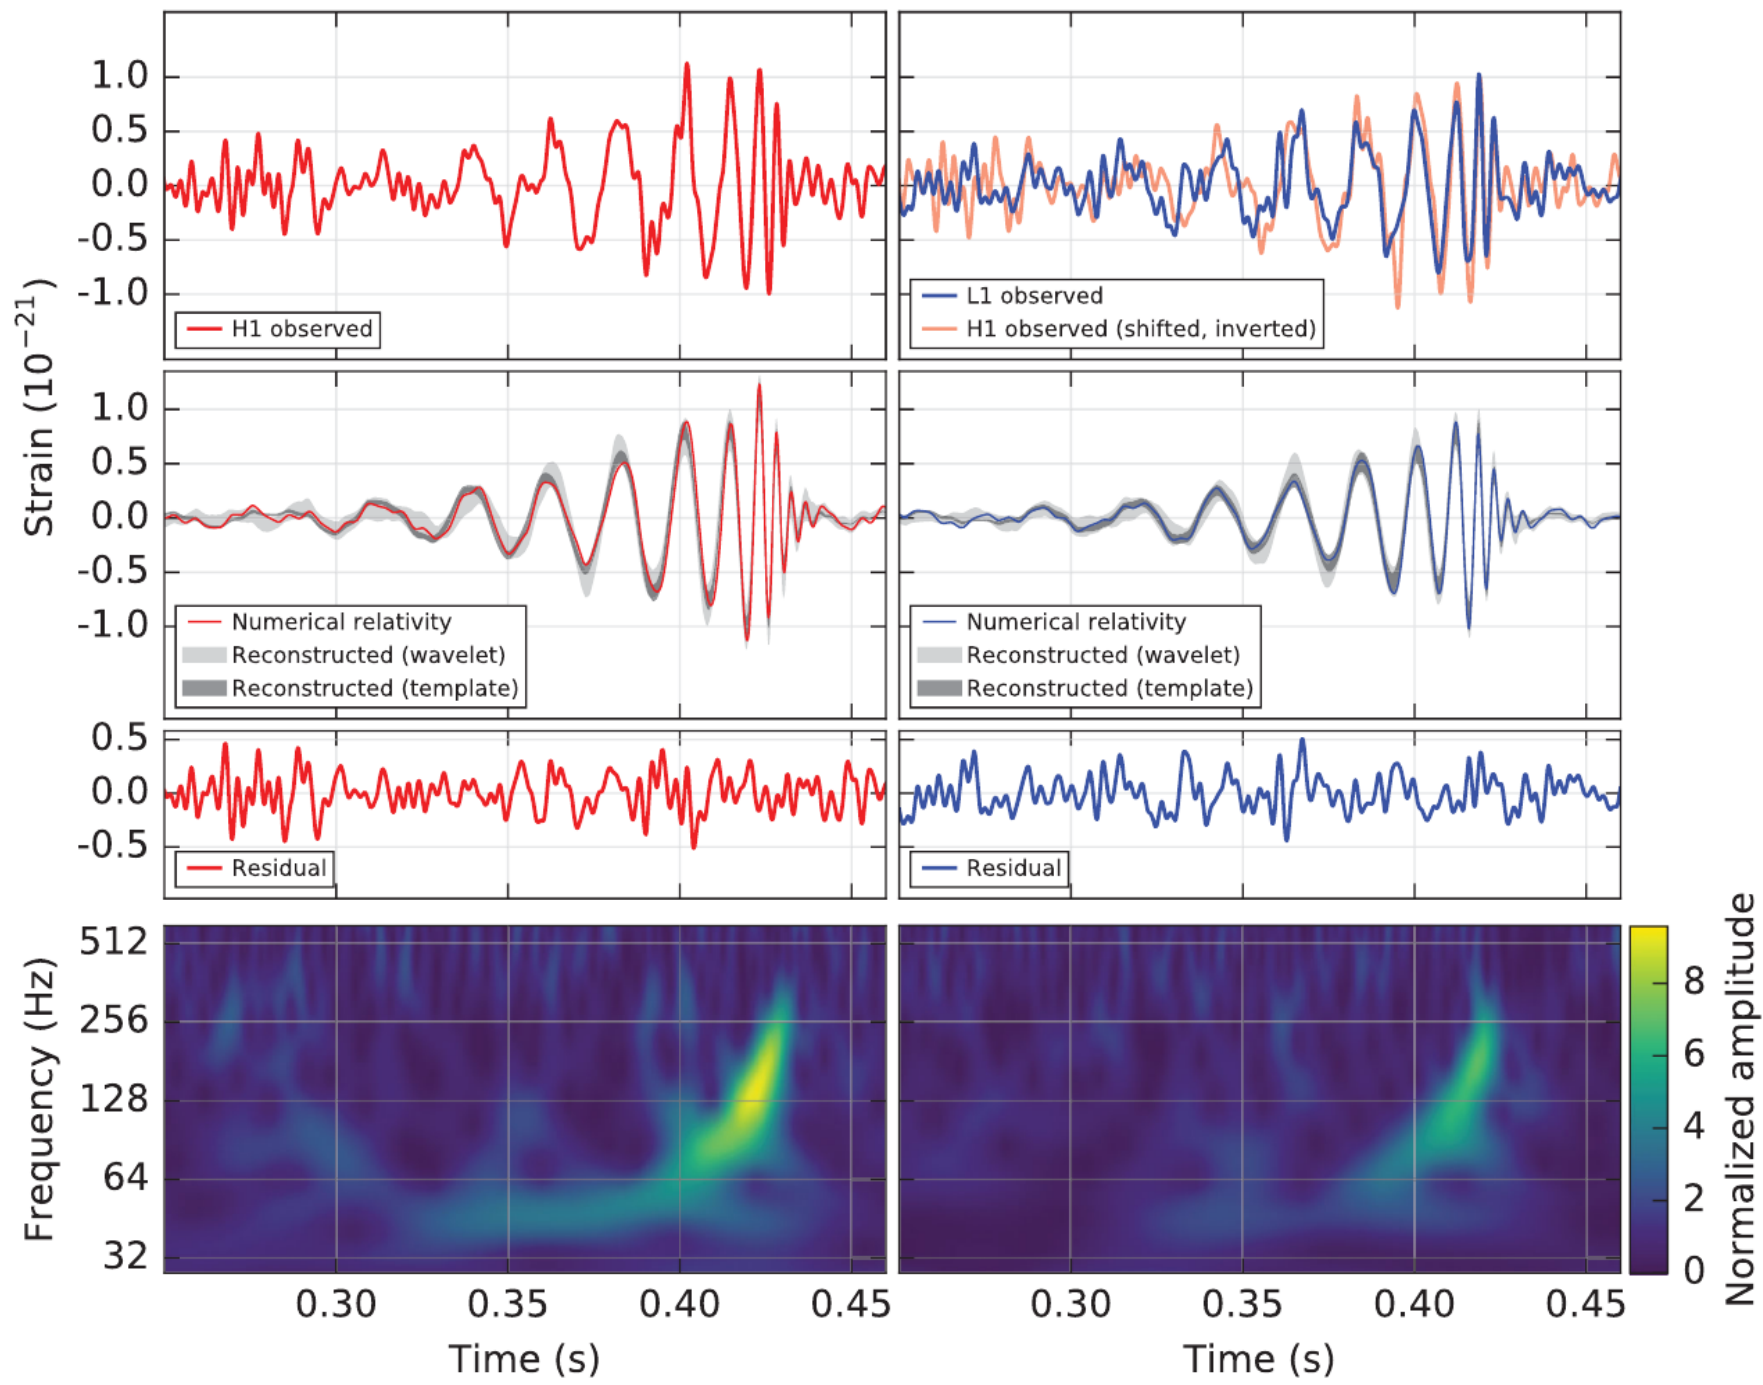 1.0
0.5
0.0
-0.5
-1.0
H1 observed
L1 observed
H1 observed (shifted, inverted)
Strain (10⁻²¹)
1.0
0.5
0.0
-0.5
-1.0
Numerical relativity
Reconstructed (wavelet)
Reconstructed (template)
Numerical relativity
Reconstructed (wavelet)
Reconstructed (template)
0.5
0.0
-0.5
Residual
Residual
Frequency (Hz)
512
256
128
64
32
0.30 0.35 0.40 0.45
Time (s)
0.30 0.35 0.40 0.45
Time (s)
8
6
4
2
0
Normalized amplitude